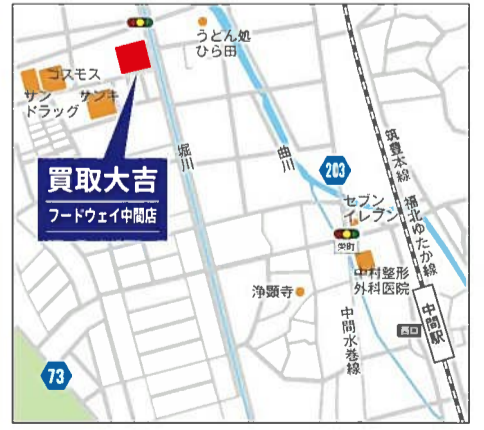 うどん処
ひら田
コスモス
サン
ドラッグ
サンキ
買取大吉
フードウェイ中間店
堀川
曲川
203
筑豊本線
福北ゆたか線
セブン
イレブン
栄町
中村整形
外科医院
浄顕寺
中間水巻線
西口
中間駅
73